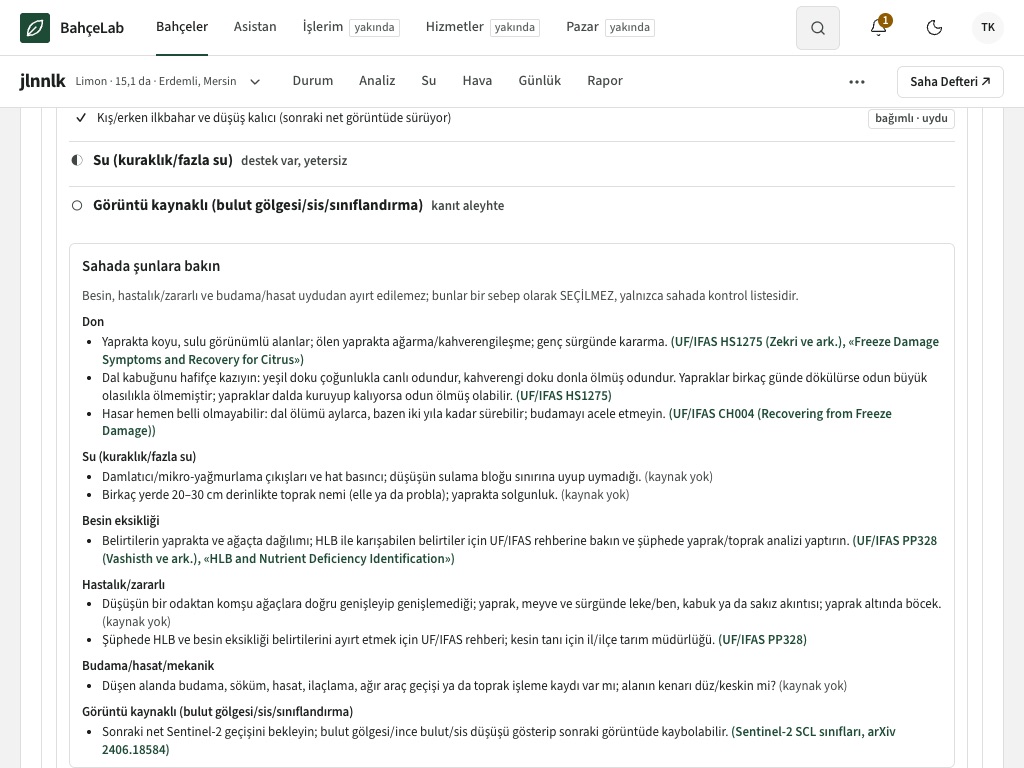 BahçeLab
Bahçeler
Asistan
İşlerim yakında
Hizmetler yakında
Pazar yakında
1
TK
jlnnlk
Limon · 15,1 da · Erdemli, Mersin
Durum
Analiz
Su
Hava
Günlük
Rapor
Saha Defteri ↗
Kış/erken ilkbahar ve düşüş kalıcı (sonraki net görüntüde sürüyor)
bağımlı · uydu
Su (kuraklık/fazla su) destek var, yetersiz
Görüntü kaynaklı (bulut gölgesi/sis/sınıflandırma) kanıt aleyhte
Sahada şunlara bakın
Besin, hastalık/zararlı ve budama/hasat uydudan ayırt edilemez; bunlar bir sebep olarak SEÇİLMEZ, yalnızca sahada kontrol listesidir.
Don
• Yaprakta koyu, sulu görünümlü alanlar; ölen yaprakta ağarma/kahverengileşme; genç sürgünde kararma. (UF/IFAS HS1275 (Zekri ve ark.), «Freeze Damage
Symptoms and Recovery for Citrus»)
• Dal kabuğunu hafifçe kazıyın: yeşil doku çoğunlukla canlı odundur, kahverengi doku donla ölmüş odundur. Yapraklar birkaç günde dökülürse odun büyük
olasılıkla ölmemiştir; yapraklar dalda kuruyup kalıyorsa odun ölmüş olabilir. (UF/IFAS HS1275)
• Hasar hemen belli olmayabilir: dal ölümü aylarca, bazen iki yıla kadar sürebilir; budamayı acele etmeyin. (UF/IFAS CH004 (Recovering from Freeze
Damage))
Su (kuraklık/fazla su)
• Damlatıcı/mikro-yağmurlama çıkışları ve hat basıncı; düşüşün sulama bloğu sınırına uyup uymadığı. (kaynak yok)
• Birkaç yerde 20–30 cm derinlikte toprak nemi (elle ya da probla); yaprakta solgunluk. (kaynak yok)
Besin eksikliği
• Belirtilerin yaprakta ve ağaçta dağılımı; HLB ile karışabilen belirtiler için UF/IFAS rehberine bakın ve şüphede yaprak/toprak analizi yaptırın. (UF/IFAS PP328
(Vashisth ve ark.), «HLB and Nutrient Deficiency Identification»)
Hastalık/zararlı
• Düşüşün bir odaktan komşu ağaçlara doğru genişleyip genişlemediği; yaprak, meyve ve sürgünde leke/ben, kabuk ya da sakız akıntısı; yaprak altında böcek.
(kaynak yok)
• Şüphede HLB ve besin eksikliği belirtilerini ayırt etmek için UF/IFAS rehberi; kesin tanı için il/ilçe tarım müdürlüğü. (UF/IFAS PP328)
Budama/hasat/mekanik
• Düşen alanda budama, söküm, hasat, ilaçlama, ağır araç geçişi ya da toprak işleme kaydı var mı; alanın kenarı düz/keskin mi? (kaynak yok)
Görüntü kaynaklı (bulut gölgesi/sis/sınıflandırma)
• Sonraki net Sentinel-2 geçişini bekleyin; bulut gölgesi/ince bulut/sis düşüşü gösterip sonraki görüntüde kaybolabilir. (Sentinel-2 SCL sınıfları, arXiv
2406.18584)